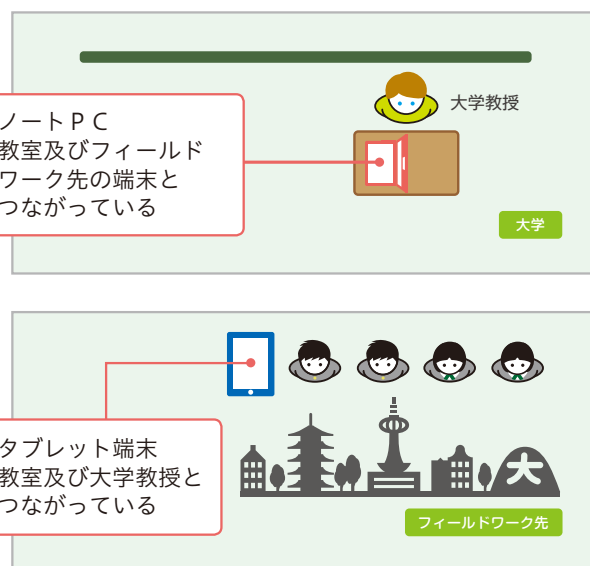 大学教授
ノートＰＣ
教室及びフィールド
ワーク先の端末と
つながっている
大学
タブレット端末
教室及び大学教授と
つながっている
大
フィールドワーク先